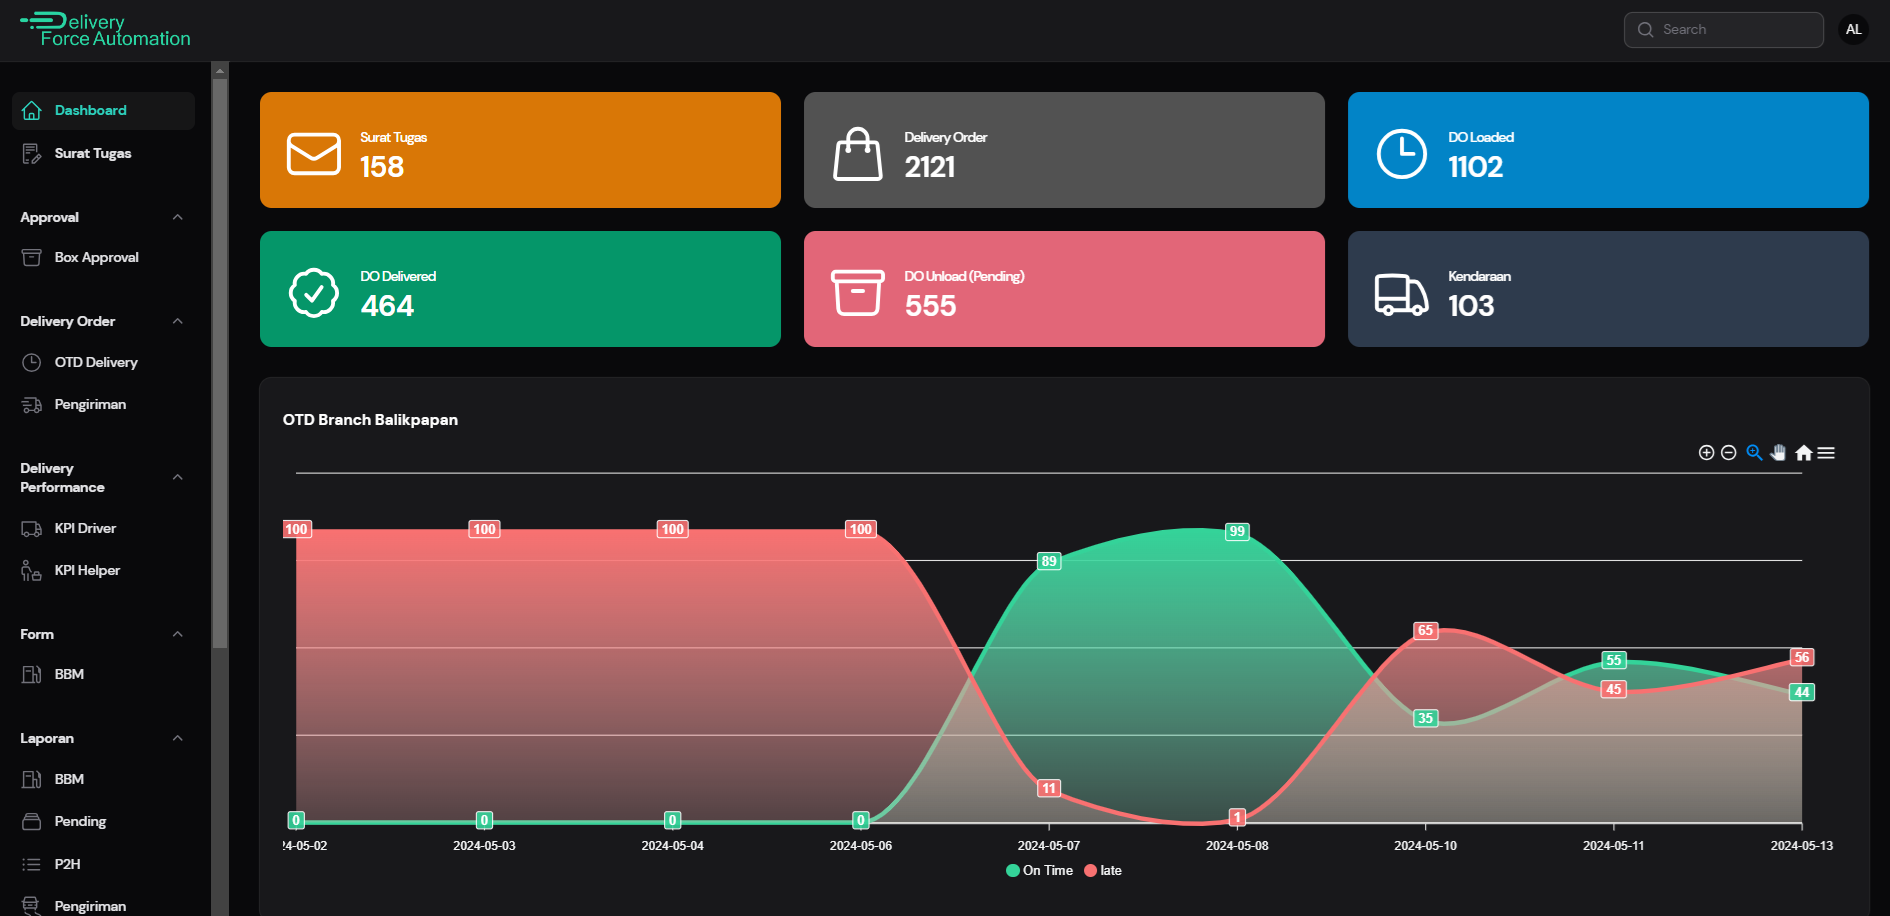 Delivery
Force Automation
Search
AL
Dashboard
Surat Tugas
Approval
Box Approval
Delivery Order
OTD Delivery
Pengiriman
Delivery
Performance
KPI Driver
KPI Helper
Form
BBM
Laporan
BBM
Pending
P2H
Pengiriman
Surat Tugas
158
Delivery Order
2121
DO Loaded
1102
DO Delivered
464
DO Unload (Pending)
555
Kendaraan
103
OTD Branch Balikpapan
100 100 100 100 89 99 65 55 56
0 0 0 0 11 1 35 45 44
24-05-02 2024-05-03 2024-05-04 2024-05-06 2024-05-07 2024-05-08 2024-05-10 2024-05-11 2024-05-13
On Time late